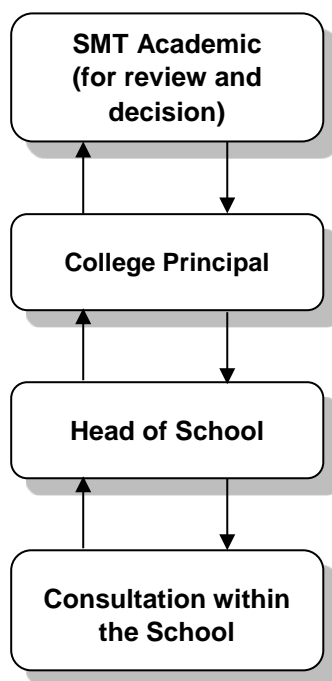 SMT Academic
(for review and
decision)
College Principal
Head of School
Consultation within
the School